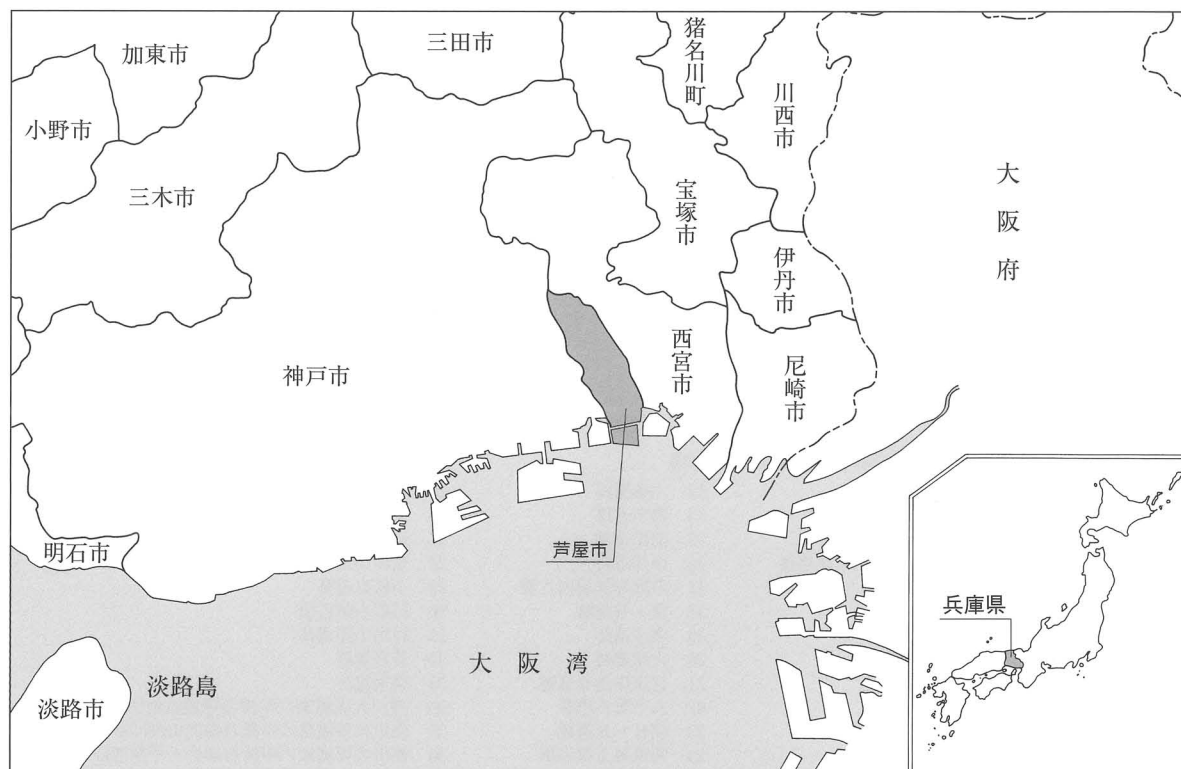 加東市
三田市
猪名川町
川西市
小野市
三木市
宝塚市
大阪府
伊丹市
神戸市
西宮市
尼崎市
明石市
芦屋市
兵庫県
大阪湾
淡路島
淡路市